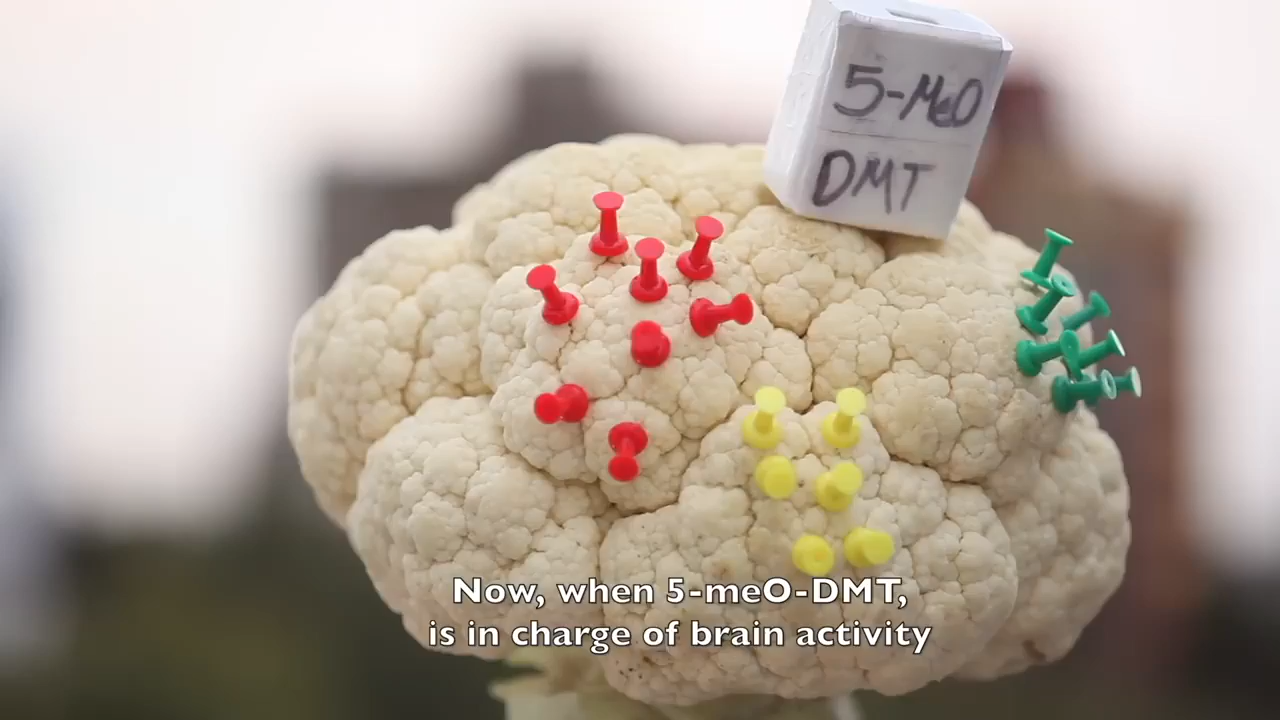 5-MeO
DMT
Now, when 5-meO-DMT,
is in charge of brain activity